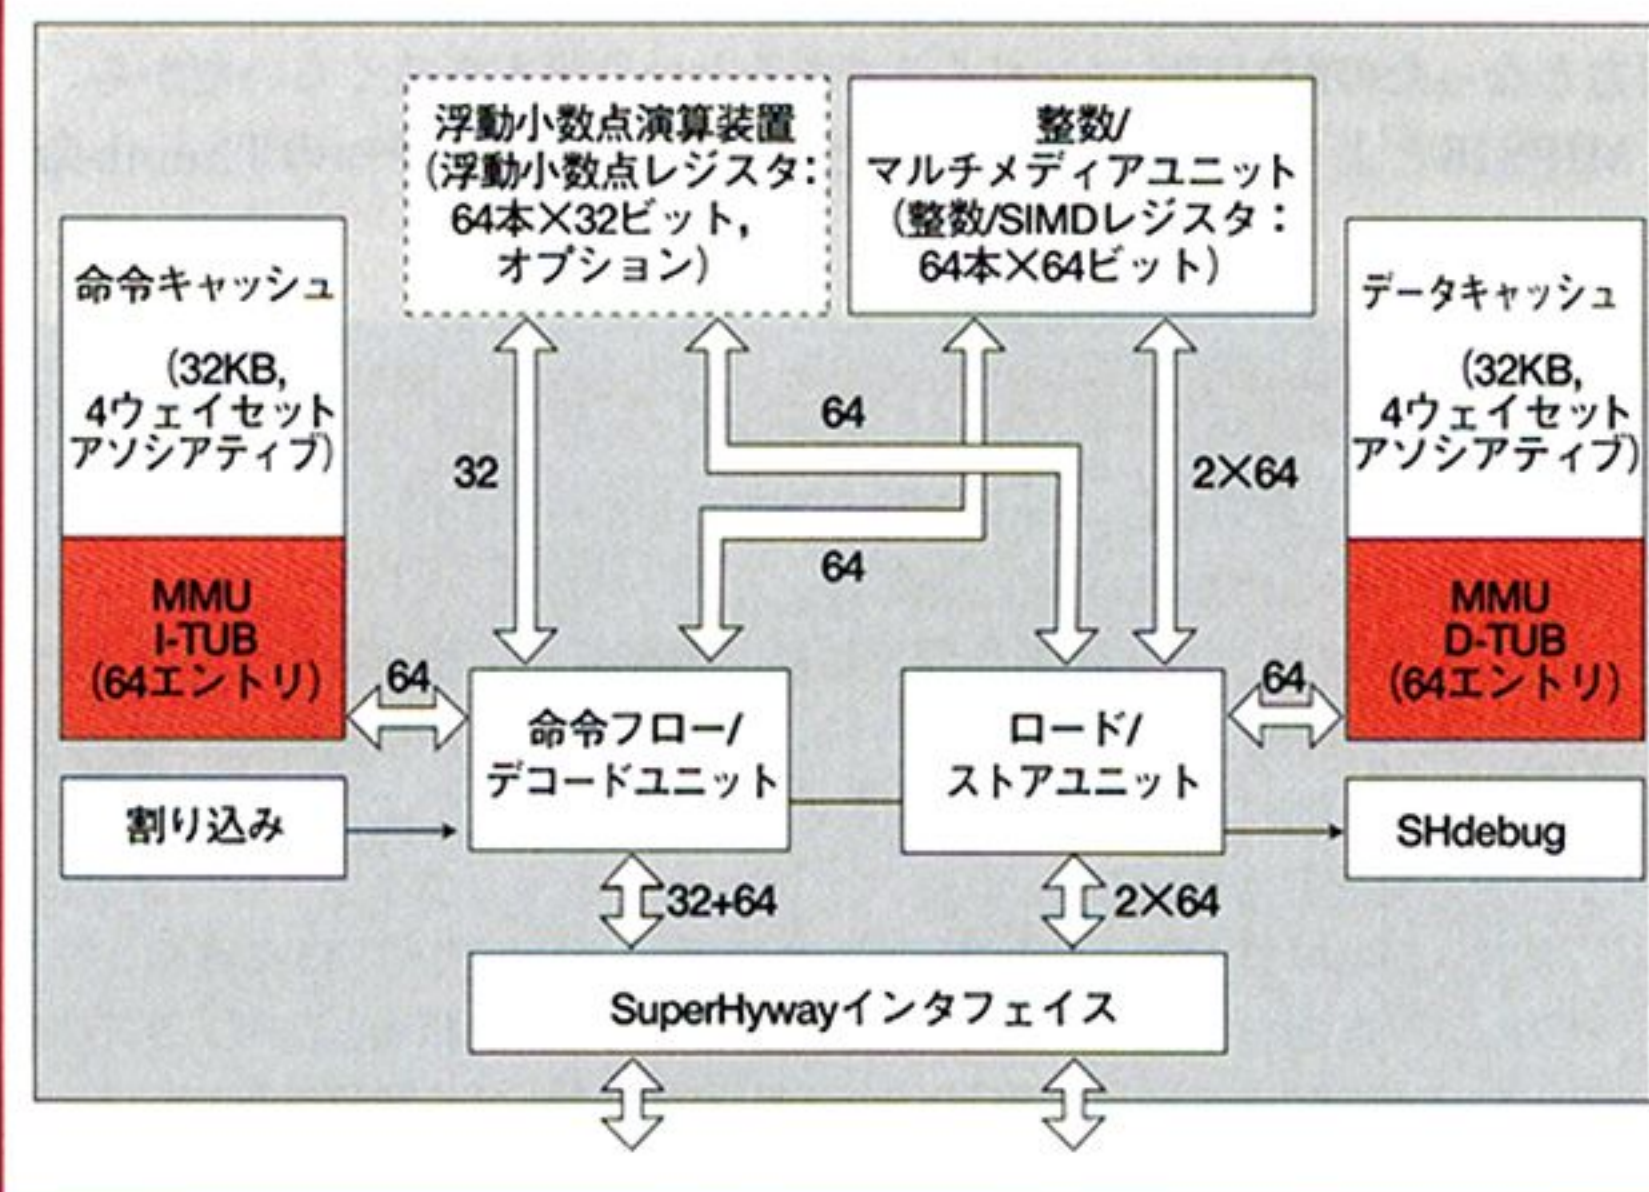 浮動小数点演算装置
(浮動小数点レジスタ:
64本×32ビット,
オプション)
整数/
マルチメディアユニット
(整数/SIMDレジスタ:
64本×64ビット)
命令キャッシュ
(32KB,
4ウェイセット
アソシアティブ)
MMU
I-TUB
(64エントリ)
データキャッシュ
(32KB,
4ウェイセット
アソシアティブ)
MMU
D-TUB
(64エントリ)
32
64
64
2×64
64
64
命令フロー/
デコードユニット
ロード/
ストアユニット
割り込み
SHdebug
32+64
2×64
SuperHywayインタフェイス